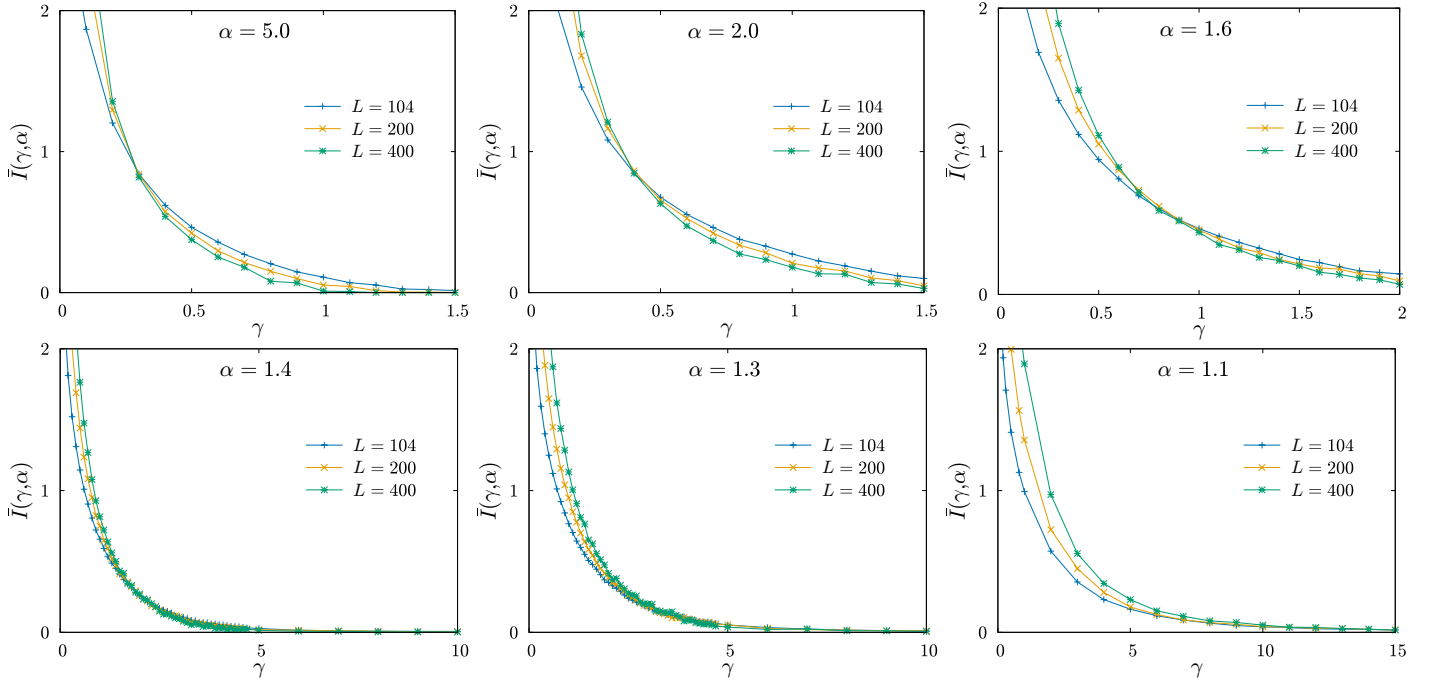 α = 5.0
L = 104
L = 200
L = 400
Ī(γ,α)
0
1
2
0
0.5
1
1.5
γ
α = 2.0
L = 104
L = 200
L = 400
Ī(γ,α)
0
1
2
0
0.5
1
1.5
γ
α = 1.6
L = 104
L = 200
L = 400
Ī(γ,α)
0
1
2
0
0.5
1
1.5
2
γ
α = 1.4
L = 104
L = 200
L = 400
Ī(γ,α)
0
1
2
0
5
10
γ
α = 1.3
L = 104
L = 200
L = 400
Ī(γ,α)
0
1
2
0
5
10
γ
α = 1.1
L = 104
L = 200
L = 400
Ī(γ,α)
0
1
2
0
5
10
15
γ